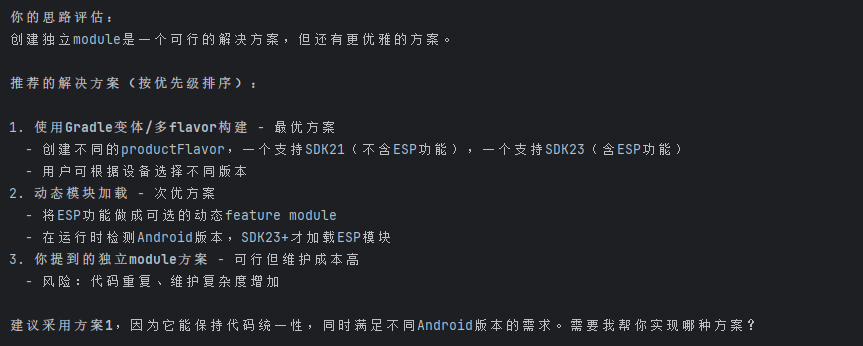 你的思路评估：
创建独立module是一个可行的解决方案，但还有更优雅的方案。
推荐的解决方案（按优先级排序）：
1. 使用Gradle变体/多flavor构建 - 最优方案
- 创建不同的productFlavor，一个支持SDK21（不含ESP功能），一个支持SDK23（含ESP功能）
- 用户可根据设备选择不同版本
2. 动态模块加载 - 次优方案
- 将ESP功能做成可选的动态feature module
- 在运行时检测Android版本，SDK23+才加载ESP模块
3. 你提到的独立module方案 - 可行但维护成本高
- 风险：代码重复、维护复杂度增加
建议采用方案1，因为它能保持代码统一性，同时满足不同Android版本的需求。需要我帮你实现哪种方案？